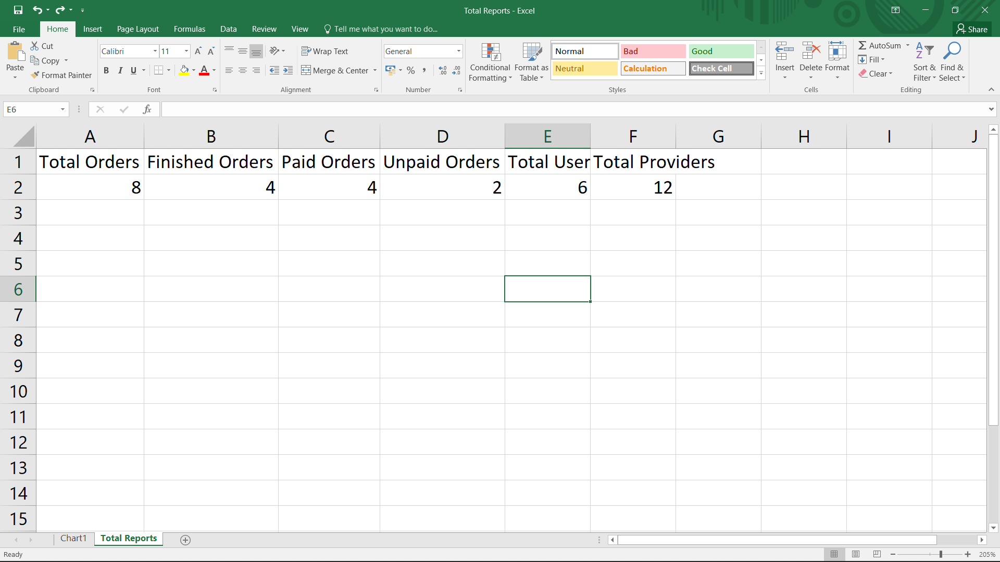 Total Reports - Excel
File Home Insert Page Layout Formulas Data Review View Tell me what you want to do... Share
Paste
Cut
Copy
Format Painter
Clipboard
Calibri 11
B I U
Font
Wrap Text
Merge & Center
Alignment
General
%
Number
Conditional Formatting
Format as Table
Normal Bad Good
Neutral Calculation Check Cell
Styles
Insert Delete Format
Cells
AutoSum
Fill
Clear
Sort & Filter
Find & Select
Editing
E6 fx
A B C D E F G H I J
1 Total Orders Finished Orders Paid Orders Unpaid Orders Total User Total Providers
2 8 4 4 2 6 12
3
4
5
6
7
8
9
10
11
12
13
14
15
Chart1 Total Reports
Ready 205%